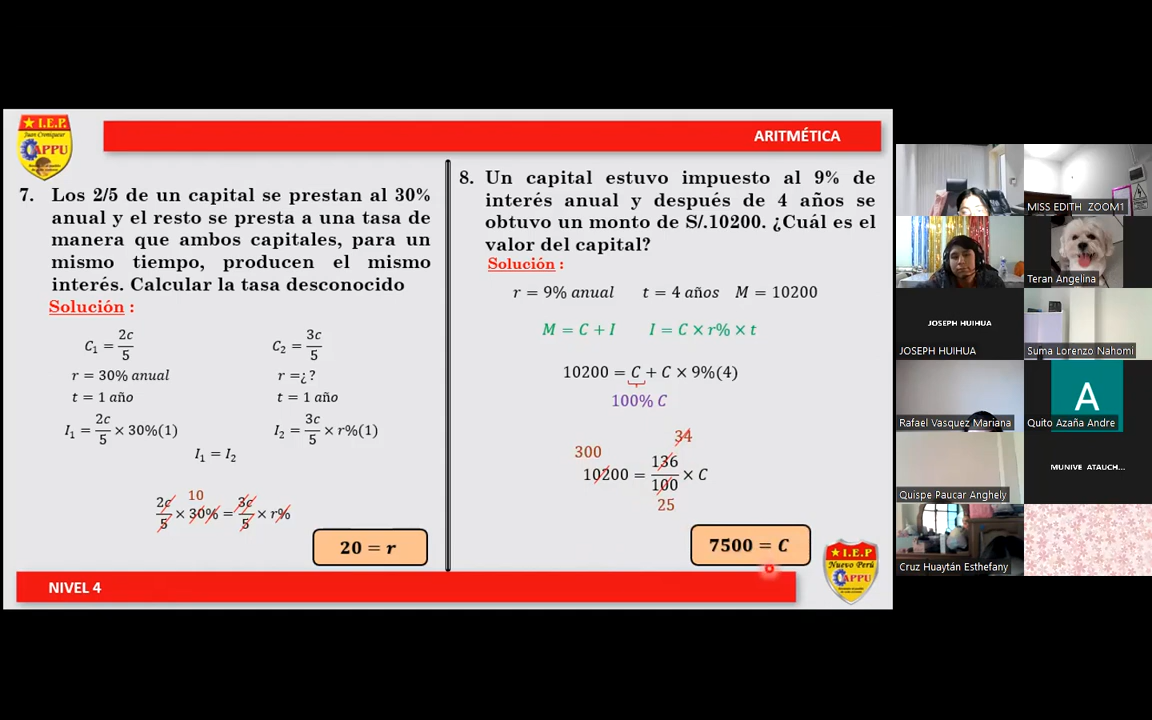 ★ I.E.P.
Juan Croniqueur
CAPPU
ARITMÉTICA
7. Los 2/5 de un capital se prestan al 30%
anual y el resto se presta a una tasa de
manera que ambos capitales, para un
mismo tiempo, producen el mismo
interés. Calcular la tasa desconocido
Solución :
C₁ = 2c/5
C₂ = 3c/5
r = 30% anual
r =¿?
t = 1 año
t = 1 año
I₁ = 2c/5 × 30%(1)
I₂ = 3c/5 × r%(1)
I₁ = I₂
10
2c/5 × 30% = 3c/5 × r%
20 = r
8. Un capital estuvo impuesto al 9% de
interés anual y después de 4 años se
obtuvo un monto de S/.10200. ¿Cuál es el
valor del capital?
Solución :
r = 9% anual t = 4 años M = 10200
M = C + I I = C × r% × t
10200 = C + C × 9%(4)
100% C
34
300
10200 = 136/100 × C
25
7500 = C
NIVEL 4
★ I.E.P
Nuevo Perú
CAPPU
MISS EDITH ZOOM1
Teran Angelina
JOSEPH HUIHUA
JOSEPH HUIHUA
Suma Lorenzo Nahomi
Rafael Vasquez Mariana
A
Quito Azaña Andre
Quispe Paucar Anghely
MUNIVE ATAUCH...
Cruz Huaytán Esthefany